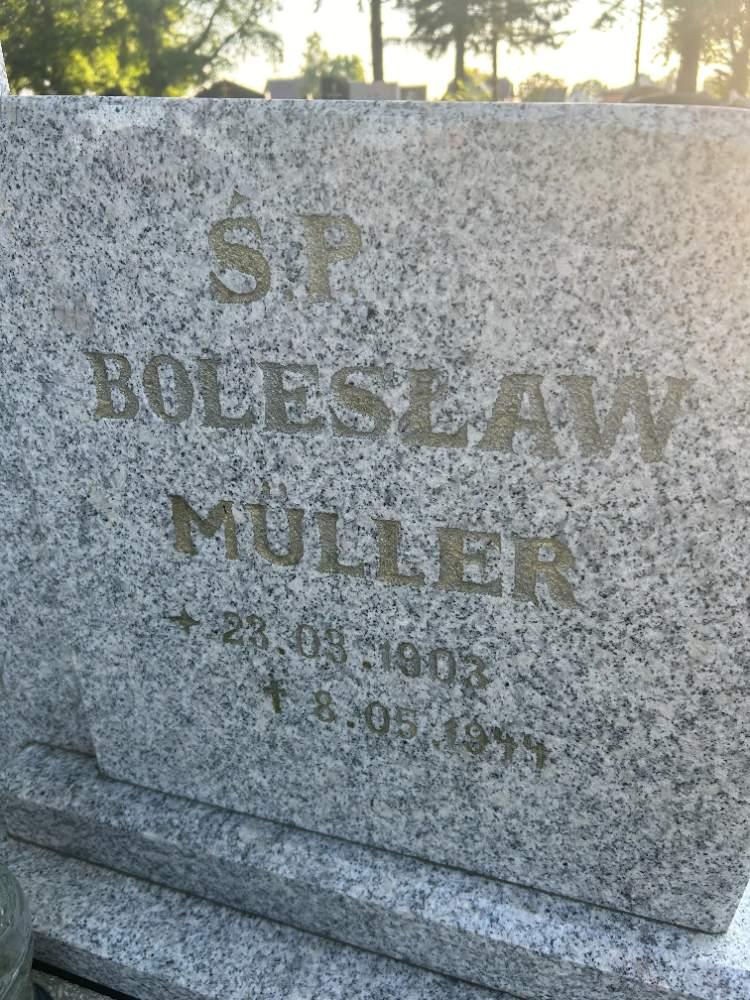 Ś.P.
BOLESŁAW
MÜLLER
✦ 23.03.1903
✝ 8.05.1944